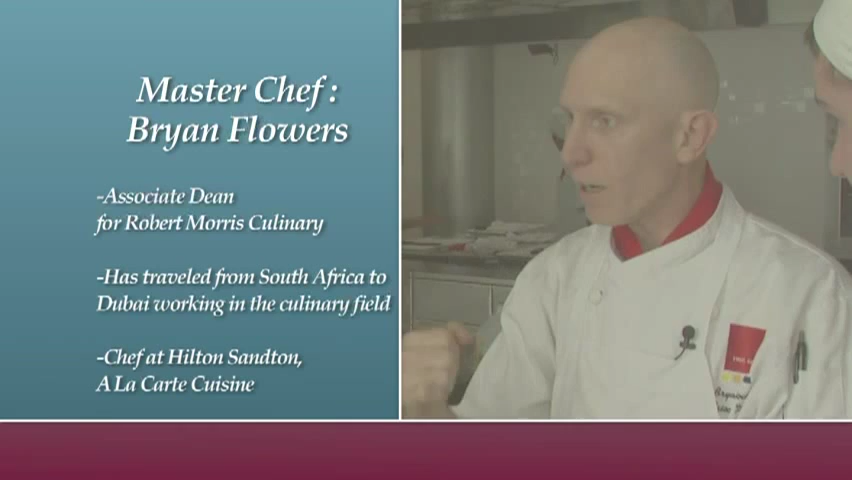 Master Chef :
Bryan Flowers
-Associate Dean
for Robert Morris Culinary
-Has traveled from South Africa to
Dubai working in the culinary field
-Chef at Hilton Sandton,
A La Carte Cuisine